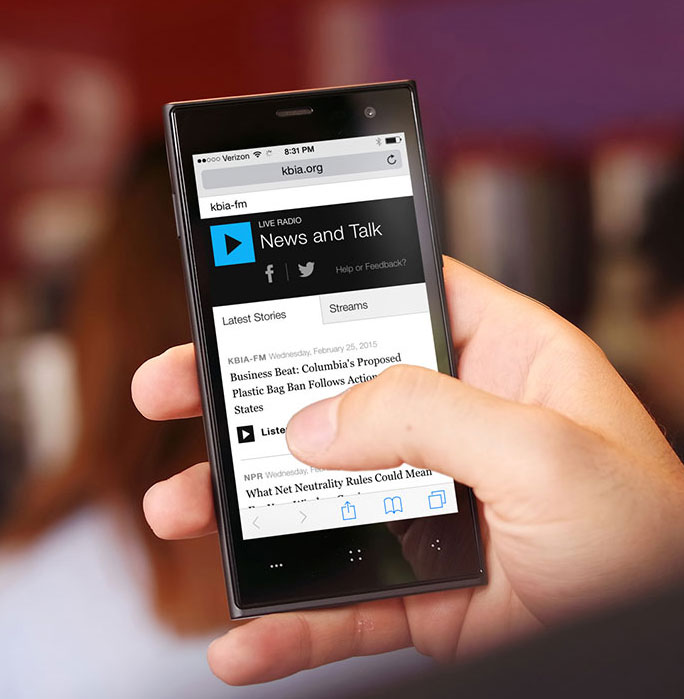 Verizon 8:31 PM
kbia.org
kbia-fm
LIVE RADIO
News and Talk
Help or Feedback?
Latest Stories Streams
KBIA-FM Wednesday, February 25, 2015
Business Beat: Columbia's Proposed
Plastic Bag Ban Follows Action
States
NPR Wednesday,
What Net Neutrality Rules Could Mean